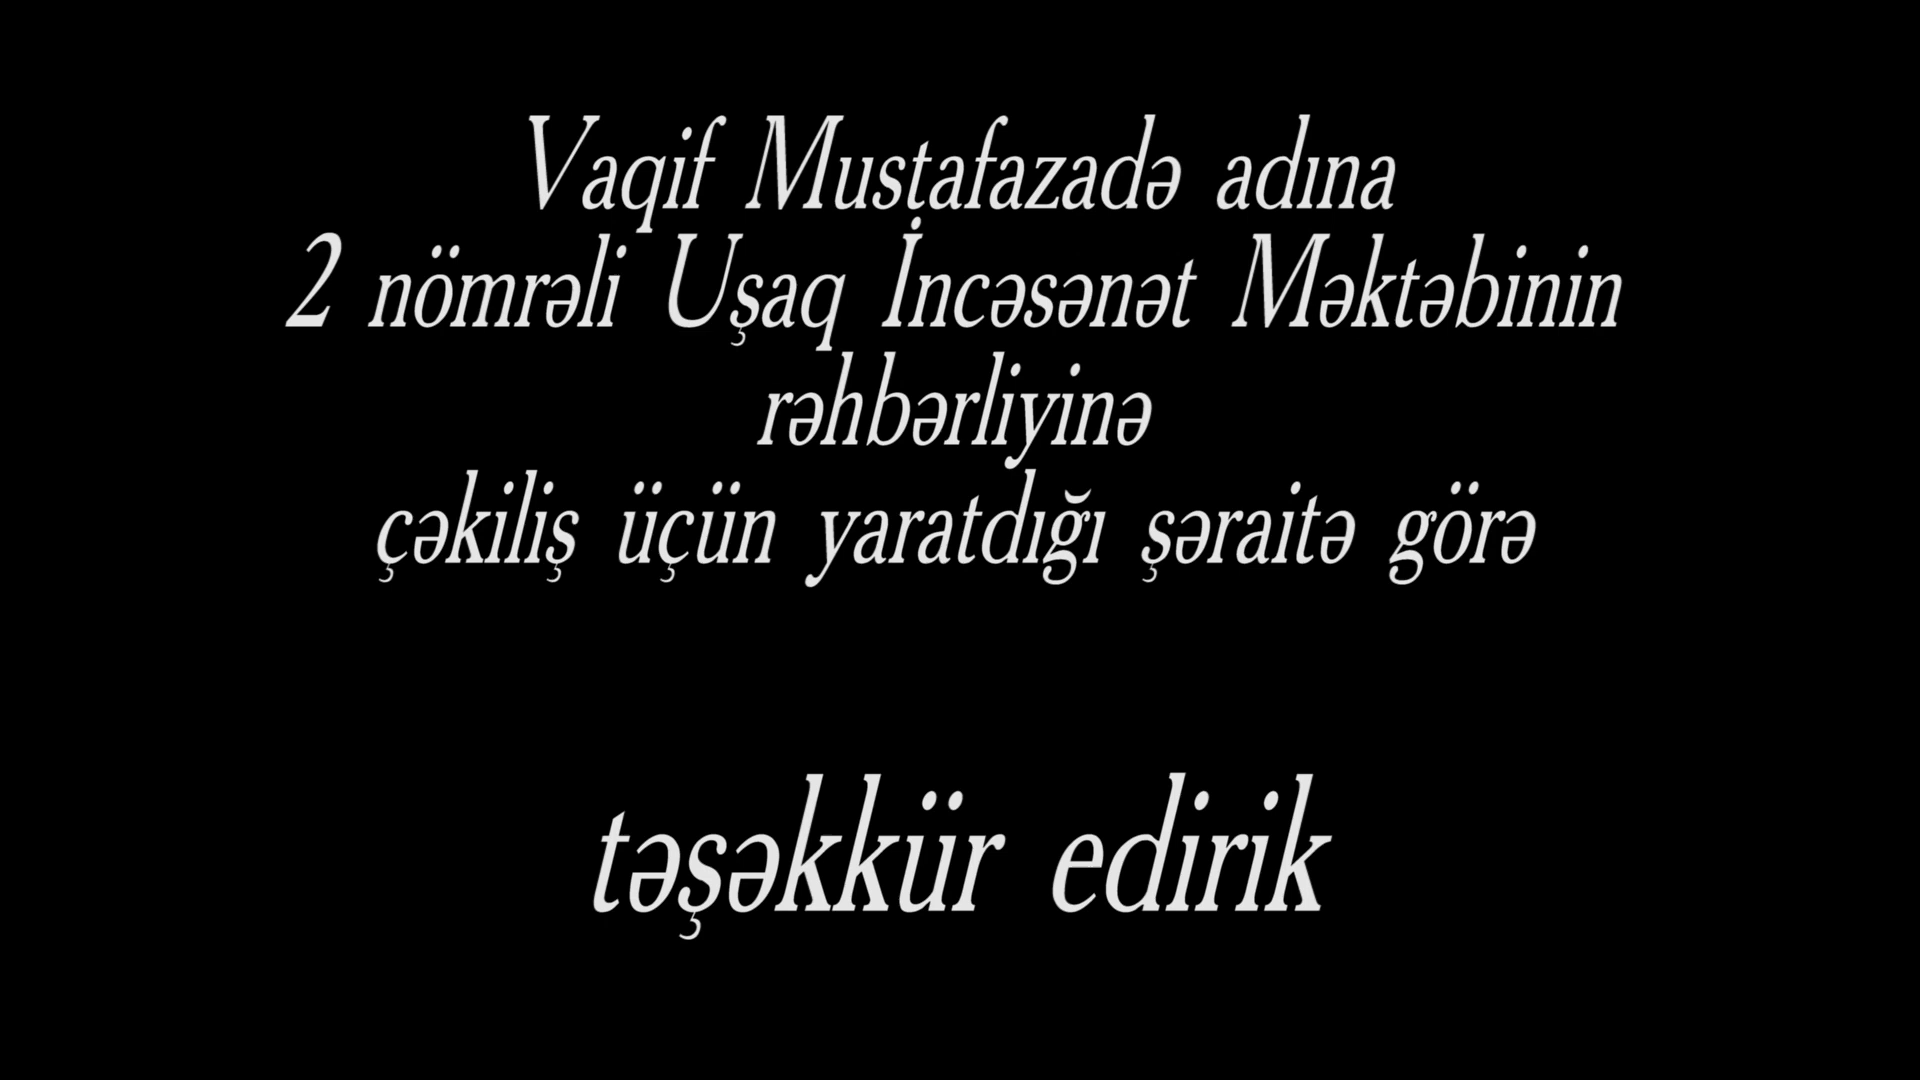 Vaqif Mustafazadə adına
2 nömrəli Uşaq İncəsənət Məktəbinin
rəhbərliyinə
çəkiliş üçün yaratdığı şəraitə görə
təşəkkür edirik